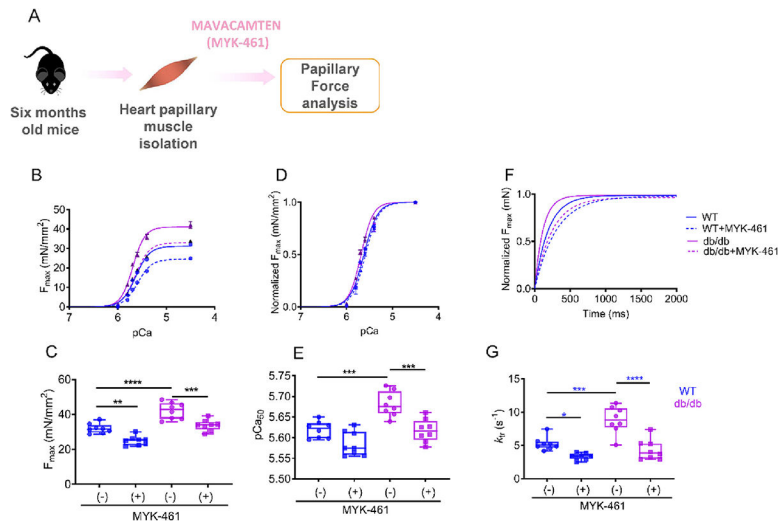 A
MAVACAMTEN
(MYK-461)
Six months
old mice
Heart papillary
muscle
isolation
Papillary
Force
analysis
B
Fmax (mN/mm²)
50
40
30
20
10
0
7 6 5 4
pCa
D
Normalized Fmax (mN/mm²)
1.0
0.5
0.0
7 6 5 4
pCa
F
Normalized Fmax (mN)
1.0
0.5
0.0
0 500 1000 1500 2000
Time (ms)
WT
WT+MYK-461
db/db
db/db+MYK-461
C
Fmax (mN/mm²)
60
40
20
0
****
**
***
(-) (+) (-) (+)
MYK-461
E
pCa50
5.75
5.70
5.65
5.60
5.55
5.50
***
***
(-) (+) (-) (+)
MYK-461
G
ktr (s-1)
15
10
5
0
***
****
*
(-) (+) (-) (+)
MYK-461
WT
db/db